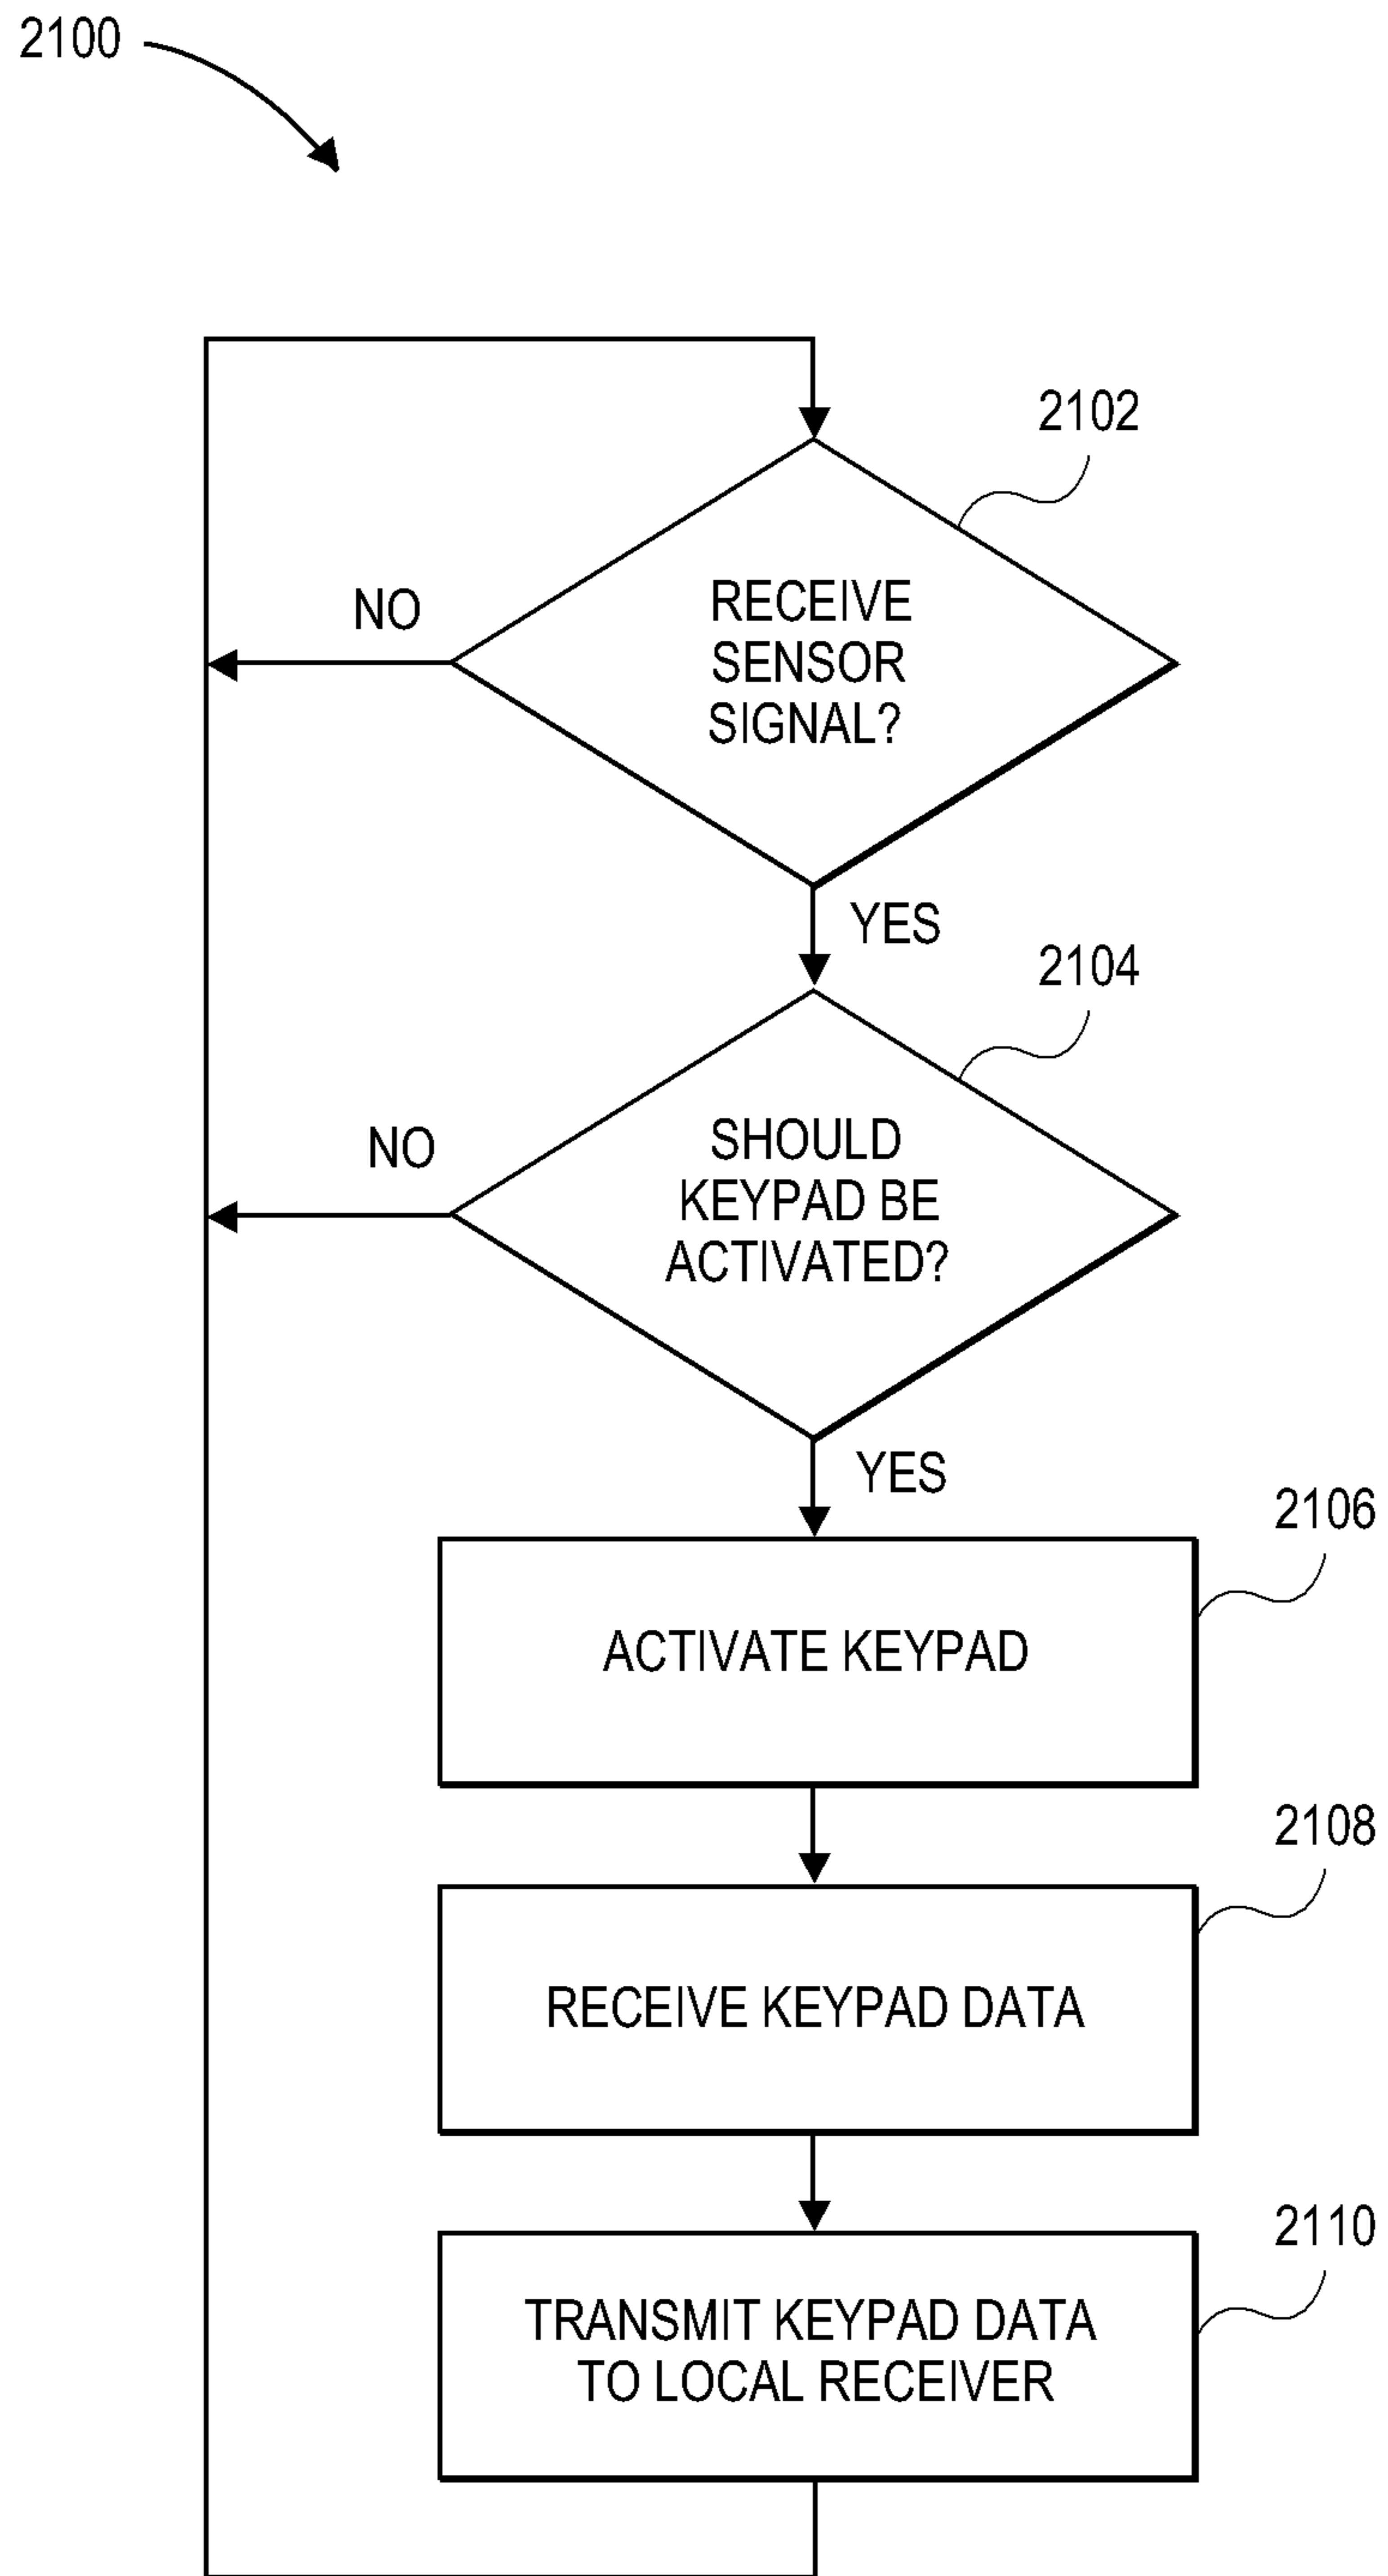 2100
2102
RECEIVE
SENSOR
SIGNAL?
NO
YES
2104
SHOULD
KEYPAD BE
ACTIVATED?
NO
YES
2106
ACTIVATE KEYPAD
2108
RECEIVE KEYPAD DATA
2110
TRANSMIT KEYPAD DATA
TO LOCAL RECEIVER